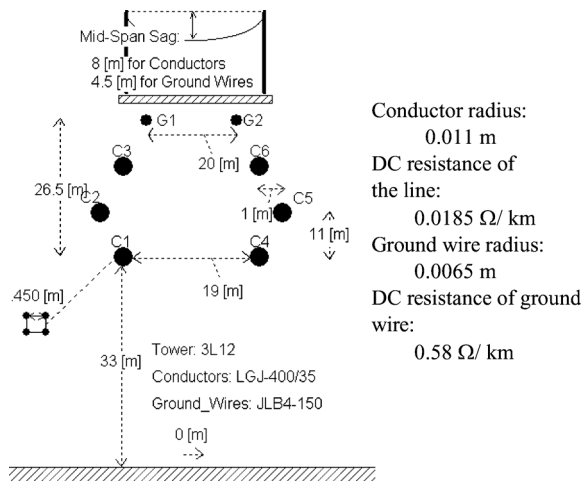 Mid-Span Sag:
8 [m] for Conductors
4.5 [m] for Ground Wires
G1
G2
C3
C6
20 [m]
26.5 [m]
C2
C5
1 [m]
11 [m]
C1
C4
19 [m]
.450 [m]
33 [m]
Tower: 3L12
Conductors: LGJ-400/35
Ground_Wires: JLB4-150
0 [m]
Conductor radius:
0.011 m
DC resistance of
the line:
0.0185 Ω/ km
Ground wire radius:
0.0065 m
DC resistance of ground
wire:
0.58 Ω/ km